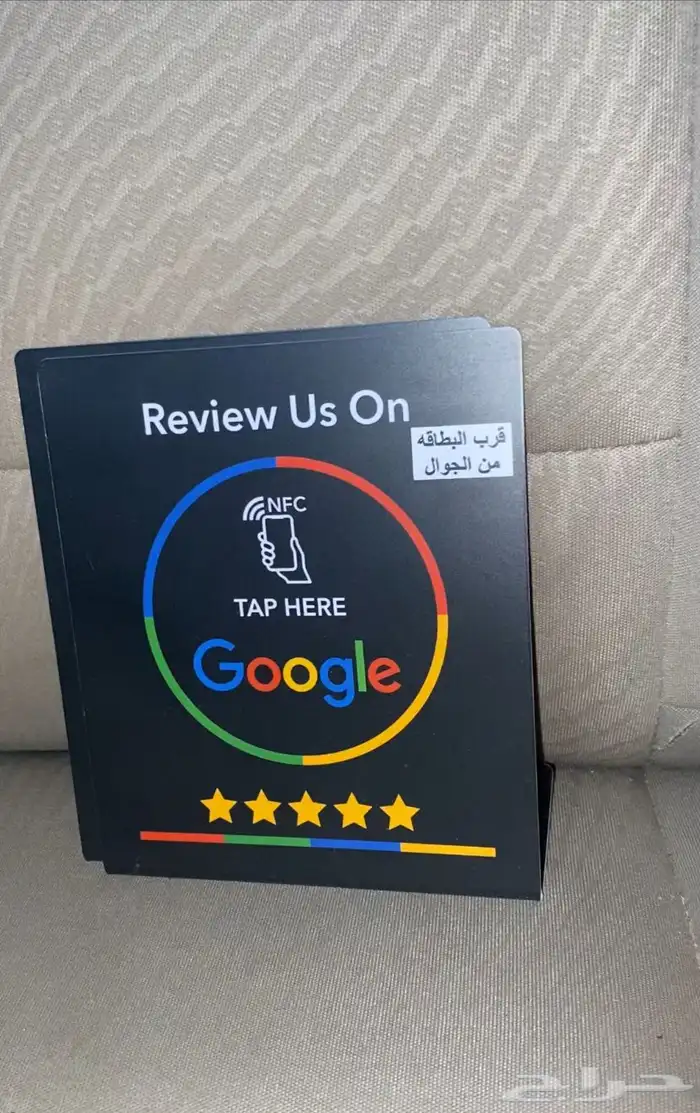 Review Us On
قرب البطاقه
من الجوال
NFC
TAP HERE
Google
حراج